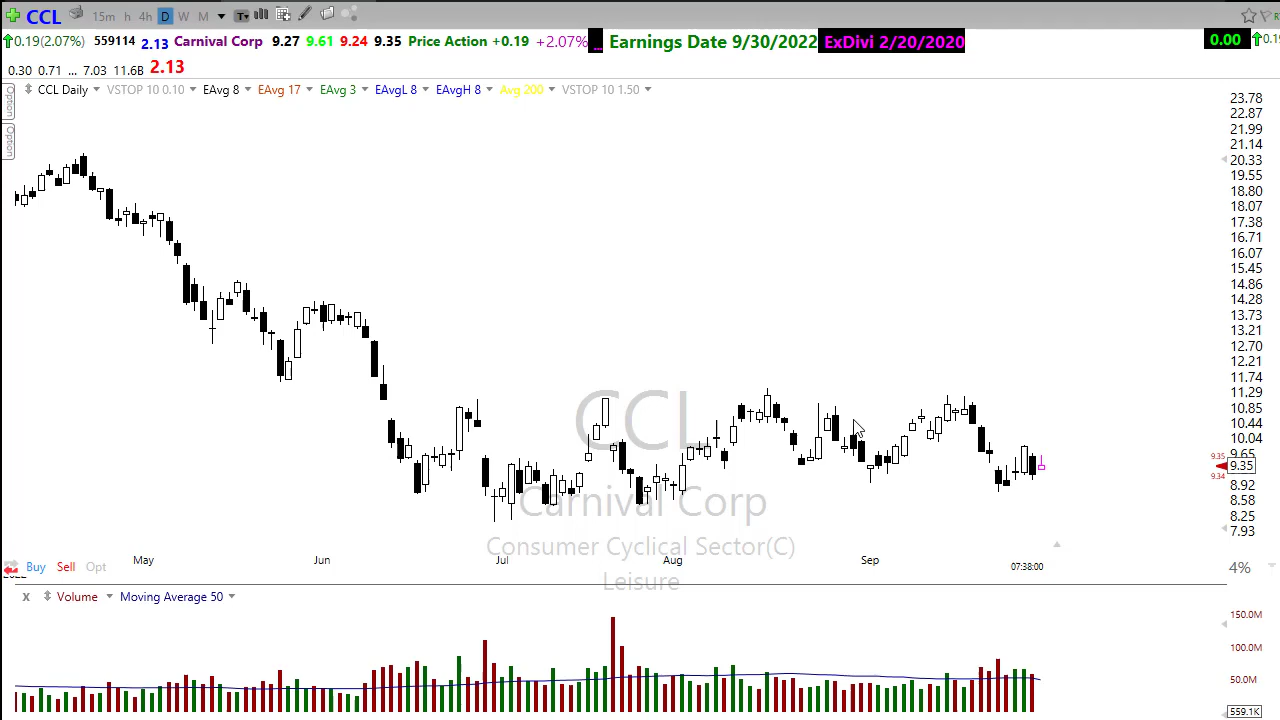 CCL 15m h 4h D W M T
0.19(2.07%) 559114 2.13 Carnival Corp 9.27 9.61 9.24 9.35 Price Action +0.19 +2.07% ... Earnings Date 9/30/2022 ExDivi 2/20/2020 0.00
0.30 0.71 ... 7.03 11.6B 2.13
CCL Daily VSTOP 10 0.10 EAvg 8 EAvg 17 EAvg 3 EAvgL 8 EAvgH 8 Avg 200 VSTOP 10 1.50
Option
Option
23.78
22.87
21.99
21.14
20.33
19.55
18.80
18.07
17.38
16.71
16.07
15.45
14.86
14.28
13.73
13.21
12.70
12.21
11.74
11.29
10.85
10.44
10.04
9.65
9.35 9.35
9.34
8.92
8.58
8.25
7.93
CCL
Carnival Corp
Consumer Cyclical Sector(C)
Leisure
May Jun Jul Aug Sep
Buy Sell Opt 07:38:00 4%
x Volume Moving Average 50
150.0M
100.0M
50.0M
559.1K